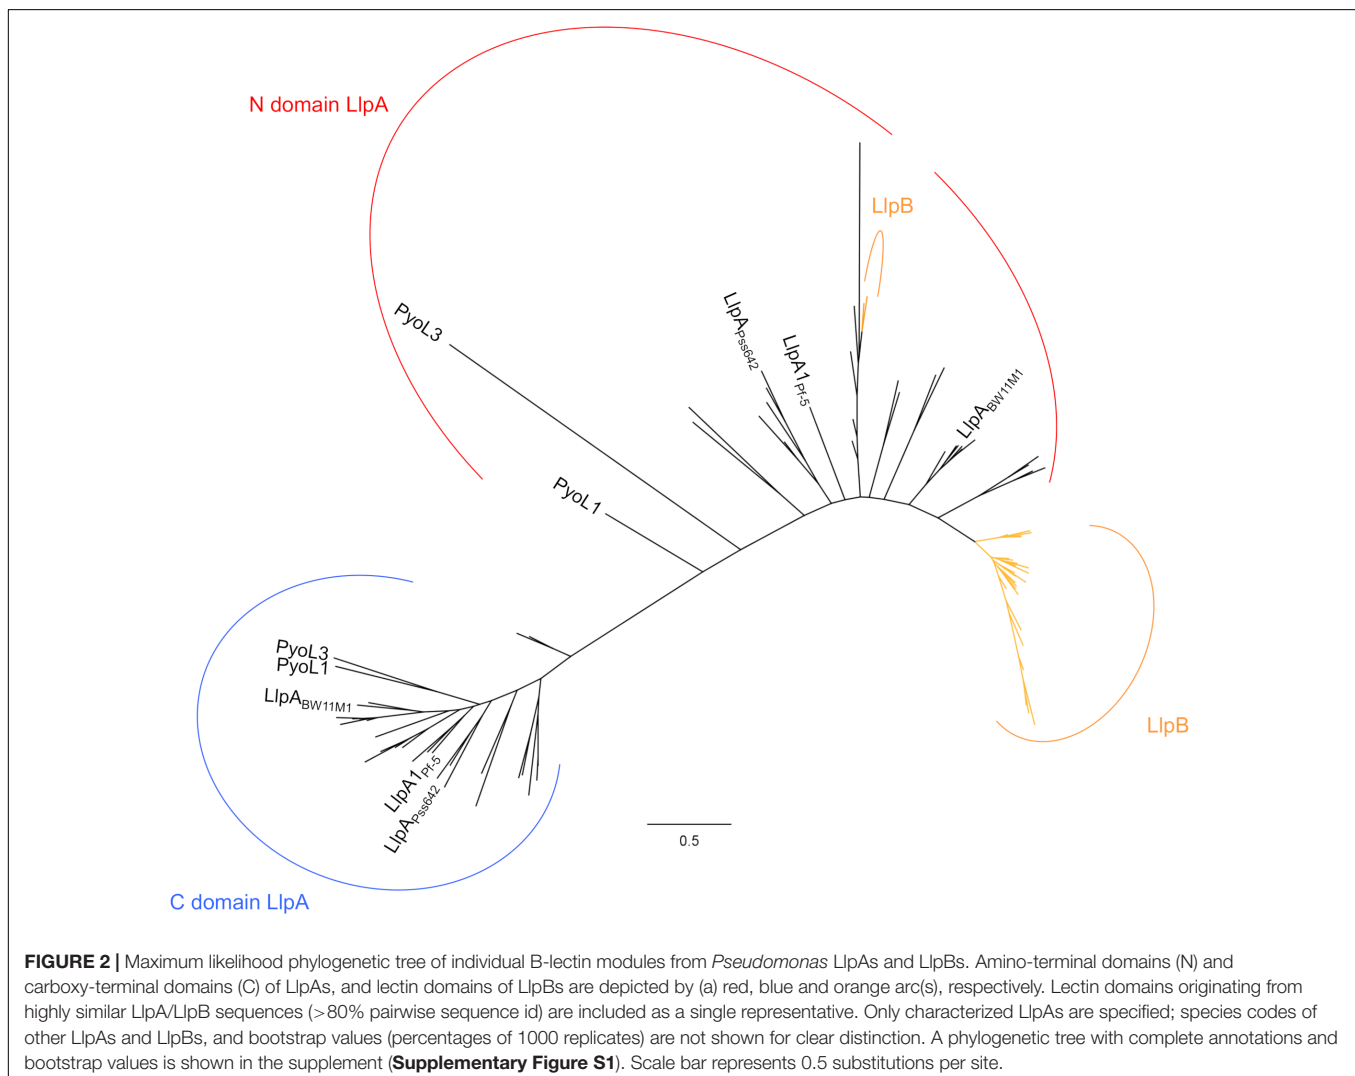 N domain LlpA
LlpB
PyoL3
LlpAPss642
LlpA1Pf-5
LlpABW11M1
PyoL1
PyoL3
PyoL1
LlpABW11M1
LlpA1Pf-5
LlpAPss642
LlpB
0.5
C domain LlpA
FIGURE 2 | Maximum likelihood phylogenetic tree of individual B-lectin modules from Pseudomonas LlpAs and LlpBs. Amino-terminal domains (N) and
carboxy-terminal domains (C) of LlpAs, and lectin domains of LlpBs are depicted by (a) red, blue and orange arc(s), respectively. Lectin domains originating from
highly similar LlpA/LlpB sequences (>80% pairwise sequence id) are included as a single representative. Only characterized LlpAs are specified; species codes of
other LlpAs and LlpBs, and bootstrap values (percentages of 1000 replicates) are not shown for clear distinction. A phylogenetic tree with complete annotations and
bootstrap values is shown in the supplement (Supplementary Figure S1). Scale bar represents 0.5 substitutions per site.